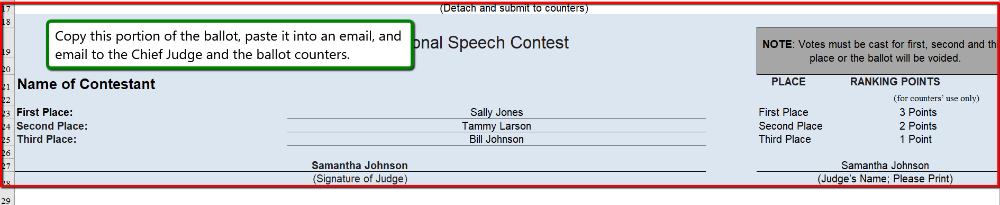 17
(Detach and submit to counters)
18
Copy this portion of the ballot, paste it into an email, and
email to the Chief Judge and the ballot counters.
onal Speech Contest
NOTE: Votes must be cast for first, second and thi
place or the ballot will be voided.
19
20
21 Name of Contestant PLACE RANKING POINTS
22 (for counters’ use only)
23 First Place: Sally Jones First Place 3 Points
24 Second Place: Tammy Larson Second Place 2 Points
25 Third Place: Bill Johnson Third Place 1 Point
26
27 Samantha Johnson Samantha Johnson
28 (Signature of Judge) (Judge’s Name; Please Print)
29